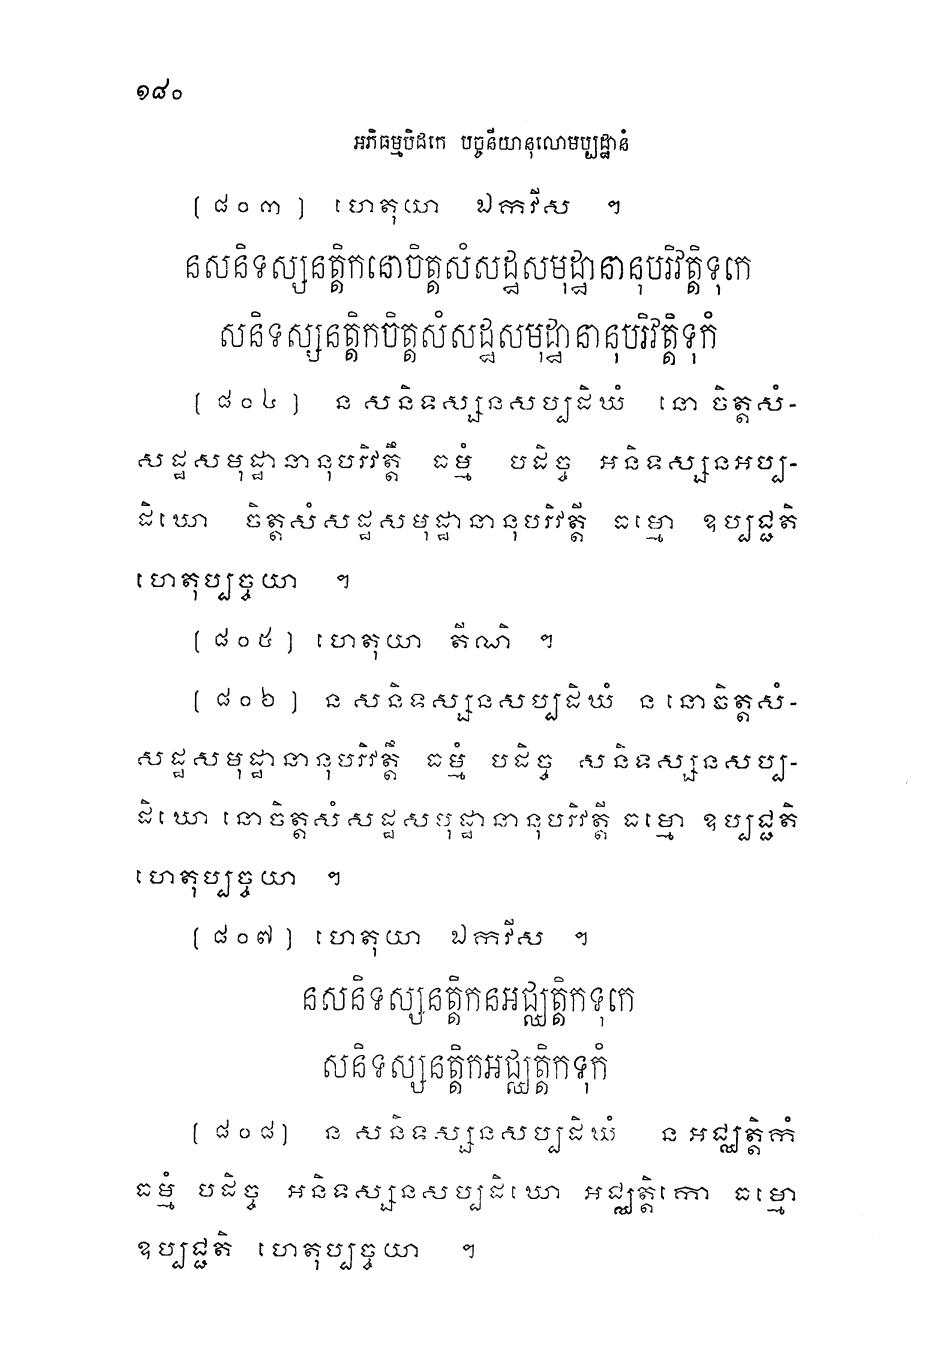 ១៨០
អភិធម្មបិដកេ បច្ចនីយានុលោមប្បដ្ឋានំ
[ ៨០៣ ] ហេតុយា ឯកវីស ។
នសនិទស្សនត្តិកនោចិត្តសំសដ្ឋសមុដ្ឋានានុបរិវត្តិទុកេ
សនិទស្សនត្តិកចិត្តសំសដ្ឋសមុដ្ឋានានុបរិវត្តិទុកំ
[ ៨០៤ ] ន សនិទស្សនសប្បដិឃំ នោ ចិត្តសំ-
សដ្ឋសមុដ្ឋានានុបរិវត្តឹ ធម្មំ បដិច្ច អនិទស្សនអប្ប-
ដិឃោ ចិត្តសំសដ្ឋសមុដ្ឋានានុបរិវត្តី ធម្មោ ឧប្បជ្ជតិ
ហេតុប្បច្ចយា ។
[ ៨០៥ ] ហេតុយា តីណិ ។
[ ៨០៦ ] ន សនិទស្សនសប្បដិឃំ ន នោចិត្តសំ-
សដ្ឋសមុដ្ឋានានុបរិវត្តឹ ធម្មំ បដិច្ច សនិទស្សនសប្ប-
ដិឃោ នោចិត្តសំសដ្ឋសមុដ្ឋានានុបរិវត្តី ធម្មោ ឧប្បជ្ជតិ
ហេតុប្បច្ចយា ។
[ ៨០៧ ] ហេតុយា ឯកវីស ។
នសនិទស្សនត្តិកនអជ្ឈត្តិកទុកេ
សនិទស្សនត្តិកអជ្ឈត្តិកទុកំ
[ ៨០៨ ] ន សនិទស្សនសប្បដិឃំ ន អជ្ឈត្តិកំ
ធម្មំ បដិច្ច អនិទស្សនសប្បដិឃោ អជ្ឈត្តិកោ ធម្មោ
ឧប្បជ្ជតិ ហេតុប្បច្ចយា ។